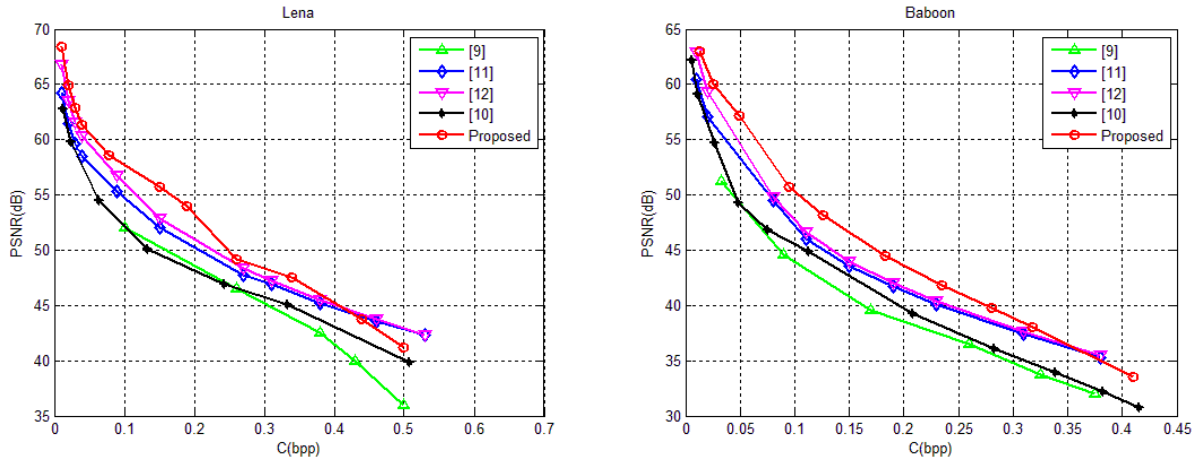 Lena
70
65
60
55
50
45
40
35
PSNR(dB)
0 0.1 0.2 0.3 0.4 0.5 0.6 0.7
C(bpp)
[9]
[11]
[12]
[10]
Proposed
Baboon
65
60
55
50
45
40
35
30
PSNR(dB)
0 0.05 0.1 0.15 0.2 0.25 0.3 0.35 0.4 0.45
C(bpp)
[9]
[11]
[12]
[10]
Proposed